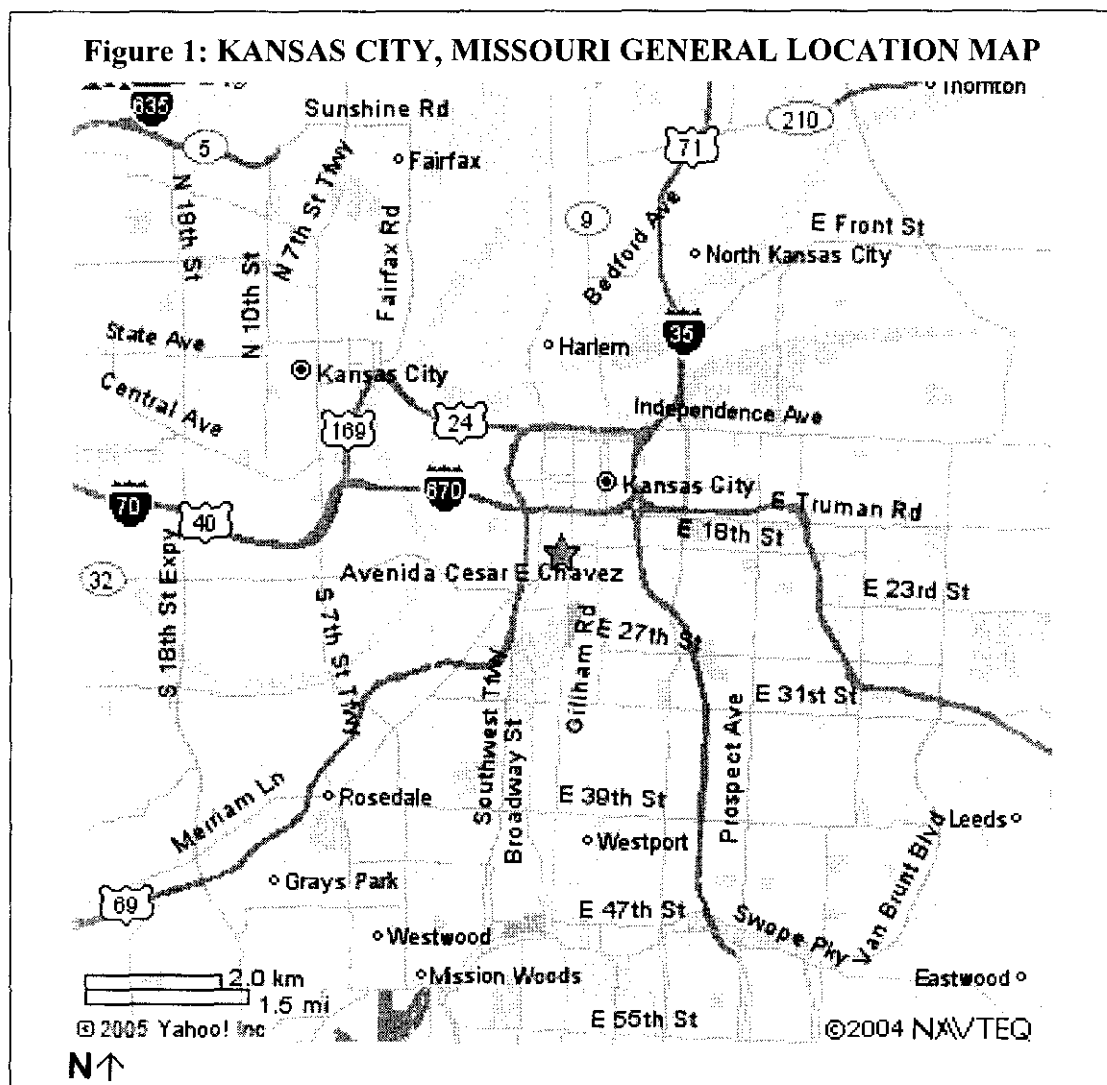 Figure 1: KANSAS CITY, MISSOURI GENERAL LOCATION MAP
635
Sunshine Rd
Thornton
210
5
71
Fairfax
N 18th St
N 10th St
N 7th St Tfwy
Fairfax Rd
9
Bedford Ave
E Front St
North Kansas City
35
State Ave
Harlem
Kansas City
Central Ave
169
24
Independence Ave
70
40
670
Kansas City
E Truman Rd
E 18th St
32
Avenida Cesar E Chavez
E 23rd St
S 18th St Expy
S 7th St Tfwy
Gillham Rd
E 27th St
E 31st St
Southwest Tfwy
Broadway St
Prospect Ave
Merriam Ln
Rosedale
E 39th St
Westport
Leeds
Grays Park
69
E 47th St
Swope Pky
Van Brunt Blvd
Westwood
Mission Woods
Eastwood
2.0 km
1.5 mi
E 55th St
© 2005 Yahoo! Inc
©2004 NAVTEQ
N↑